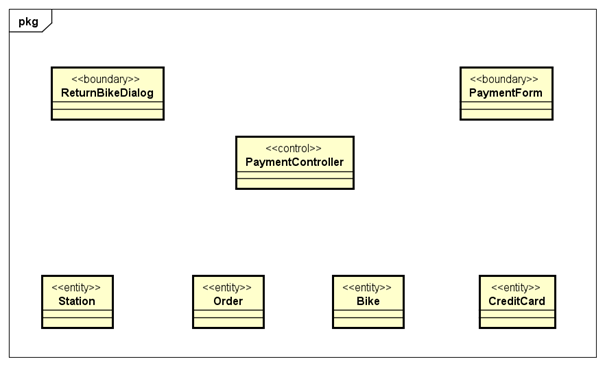 pkg
<<boundary>>
ReturnBikeDialog
<<boundary>>
PaymentForm
<<control>>
PaymentController
<<entity>>
Station
<<entity>>
Order
<<entity>>
Bike
<<entity>>
CreditCard